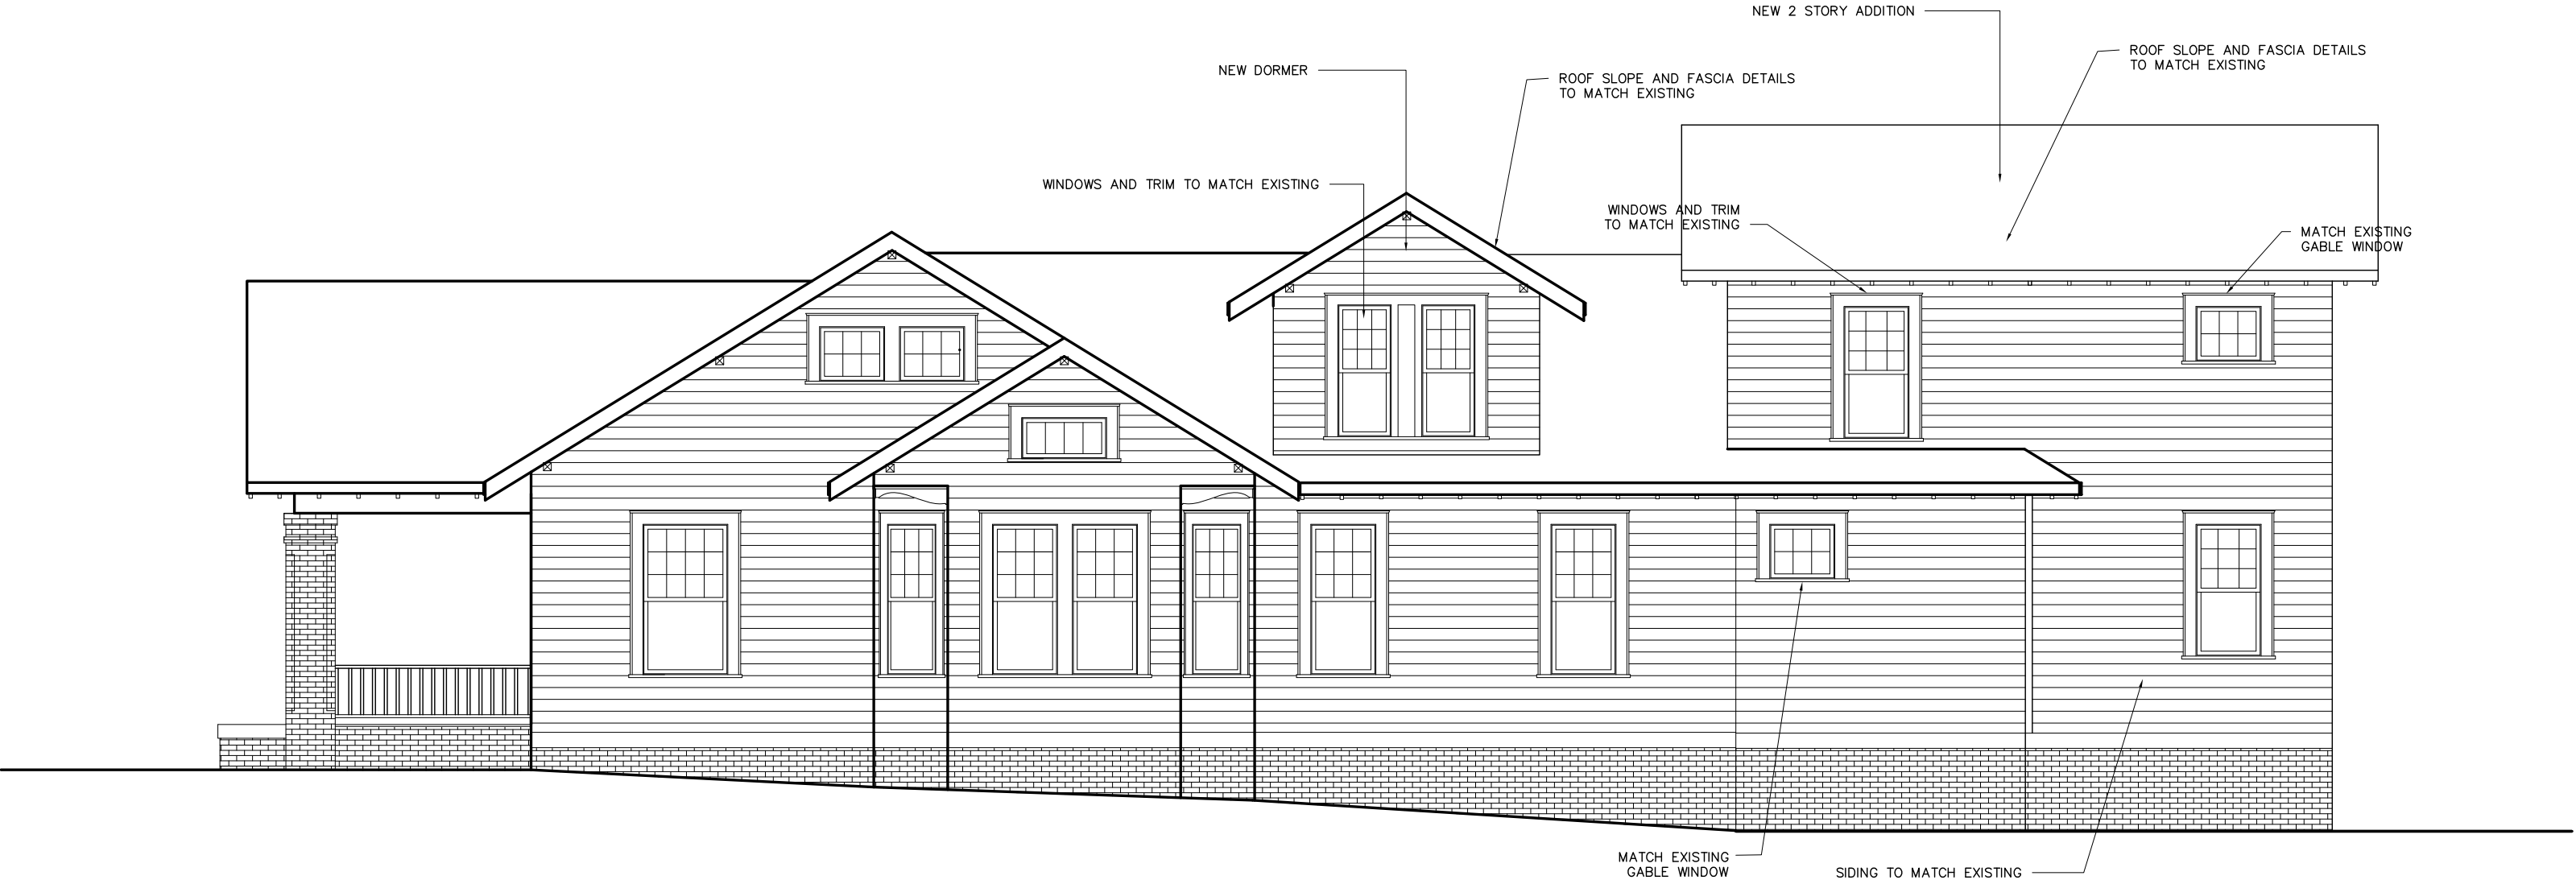 NEW 2 STORY ADDITION
ROOF SLOPE AND FASCIA DETAILS
TO MATCH EXISTING
NEW DORMER
ROOF SLOPE AND FASCIA DETAILS
TO MATCH EXISTING
WINDOWS AND TRIM TO MATCH EXISTING
WINDOWS AND TRIM
TO MATCH EXISTING
MATCH EXISTING
GABLE WINDOW
MATCH EXISTING
GABLE WINDOW
SIDING TO MATCH EXISTING